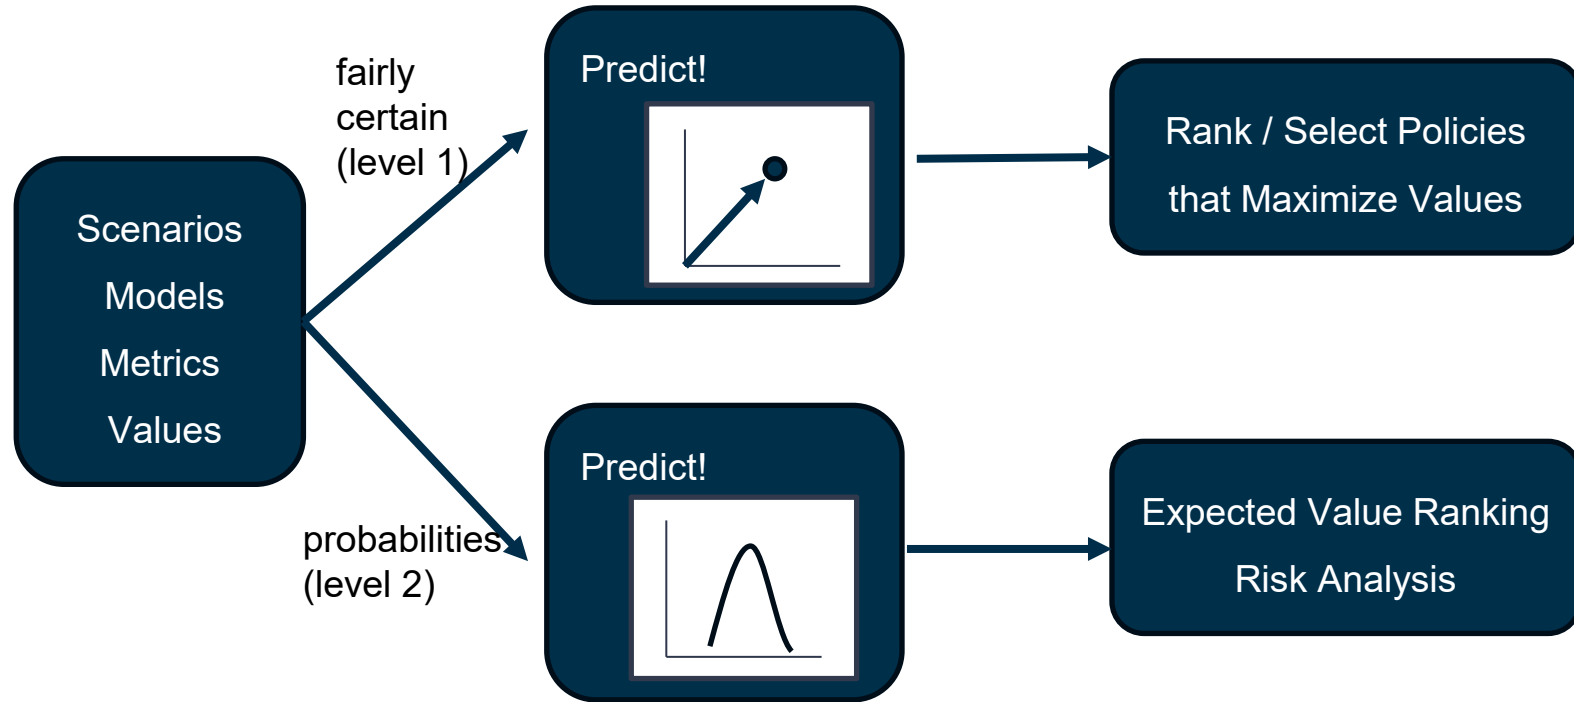 Scenarios
Models
Metrics
Values
fairly
certain
(level 1)
Predict!
Rank / Select Policies
that Maximize Values
probabilities
(level 2)
Predict!
Expected Value Ranking
Risk Analysis